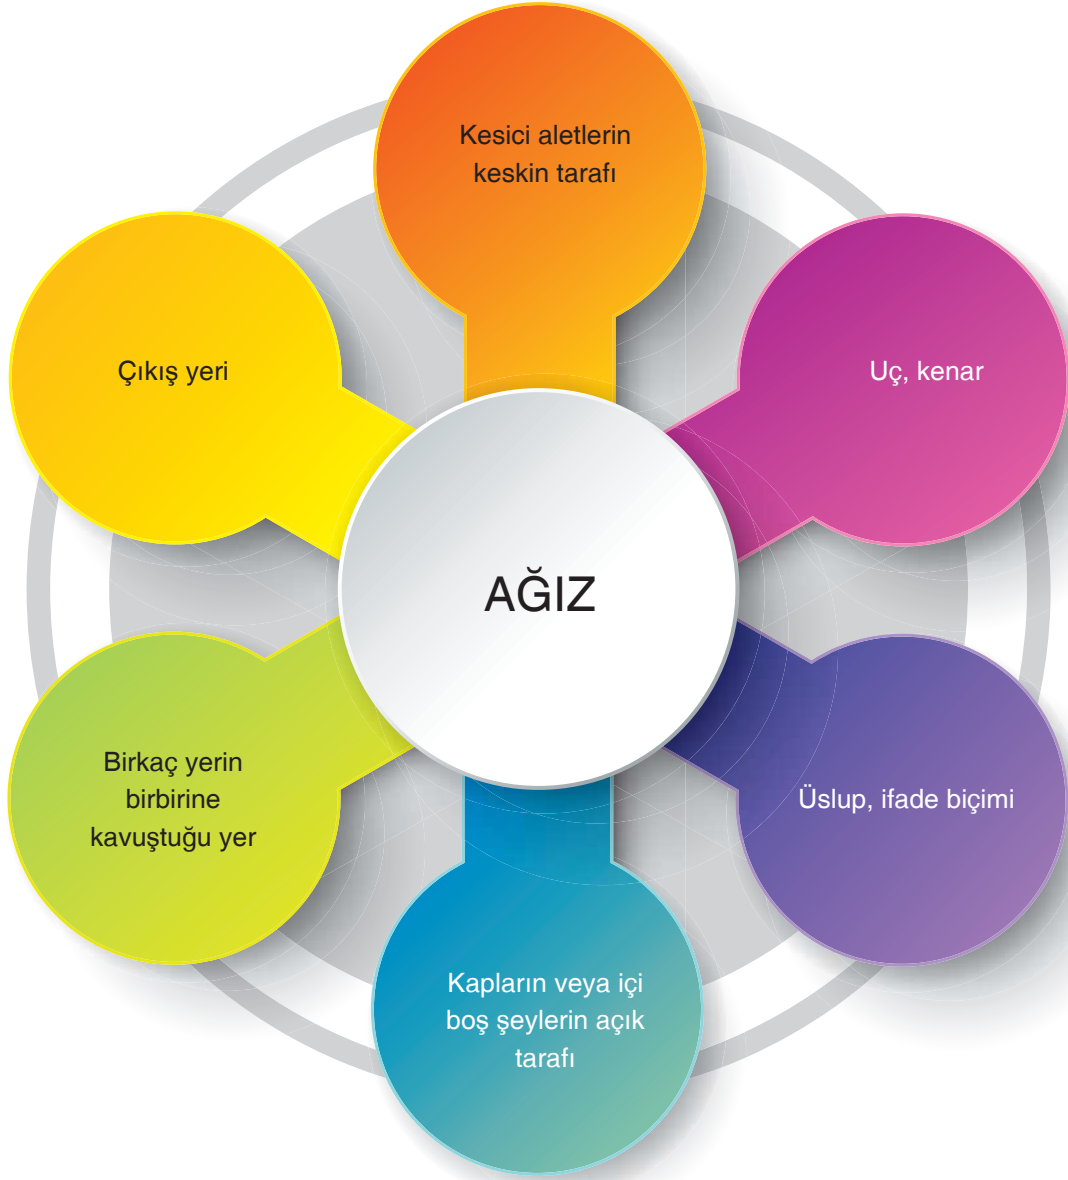 Kesici aletlerin
keskin tarafı
Çıkış yeri
Uç, kenar
AĞIZ
Birkaç yerin
birbirine
kavuştuğu yer
Üslup, ifade biçimi
Kapların veya içi
boş şeylerin açık
tarafı